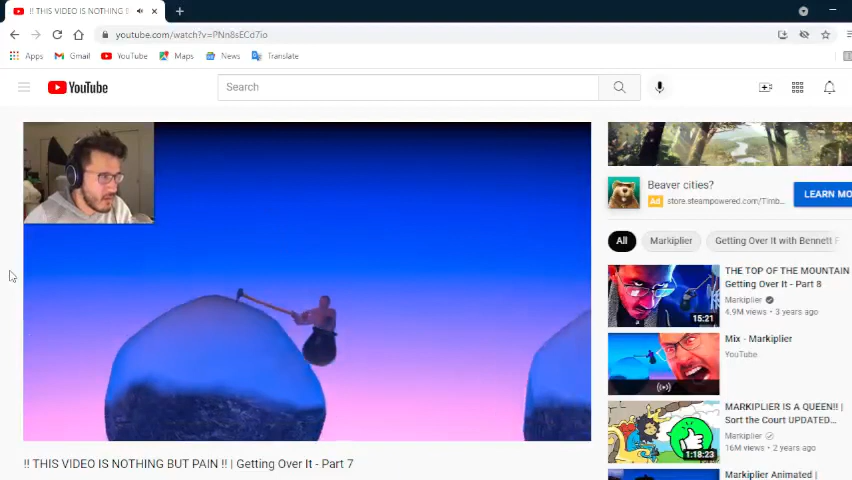 !! THIS VIDEO IS NOTHING !
youtube.com/watch?v=PNn8sECd7io
Apps
Gmail
YouTube
Maps
News
Translate
YouTube
Search
Beaver cities?
Ad store.steampowered.com/Timb...
LEARN MO
All
Markiplier
Getting Over It with Bennett F
THE TOP OF THE MOUNTAIN
Getting Over It - Part 8
Markiplier
4.9M views • 3 years ago
15:21
Mix - Markiplier
YouTube
MARKIPLIER IS A QUEEN!! |
Sort the Court UPDATED...
Markiplier
16M views • 2 years ago
1:18:23
Markiplier Animated |
!! THIS VIDEO IS NOTHING BUT PAIN !! | Getting Over It - Part 7